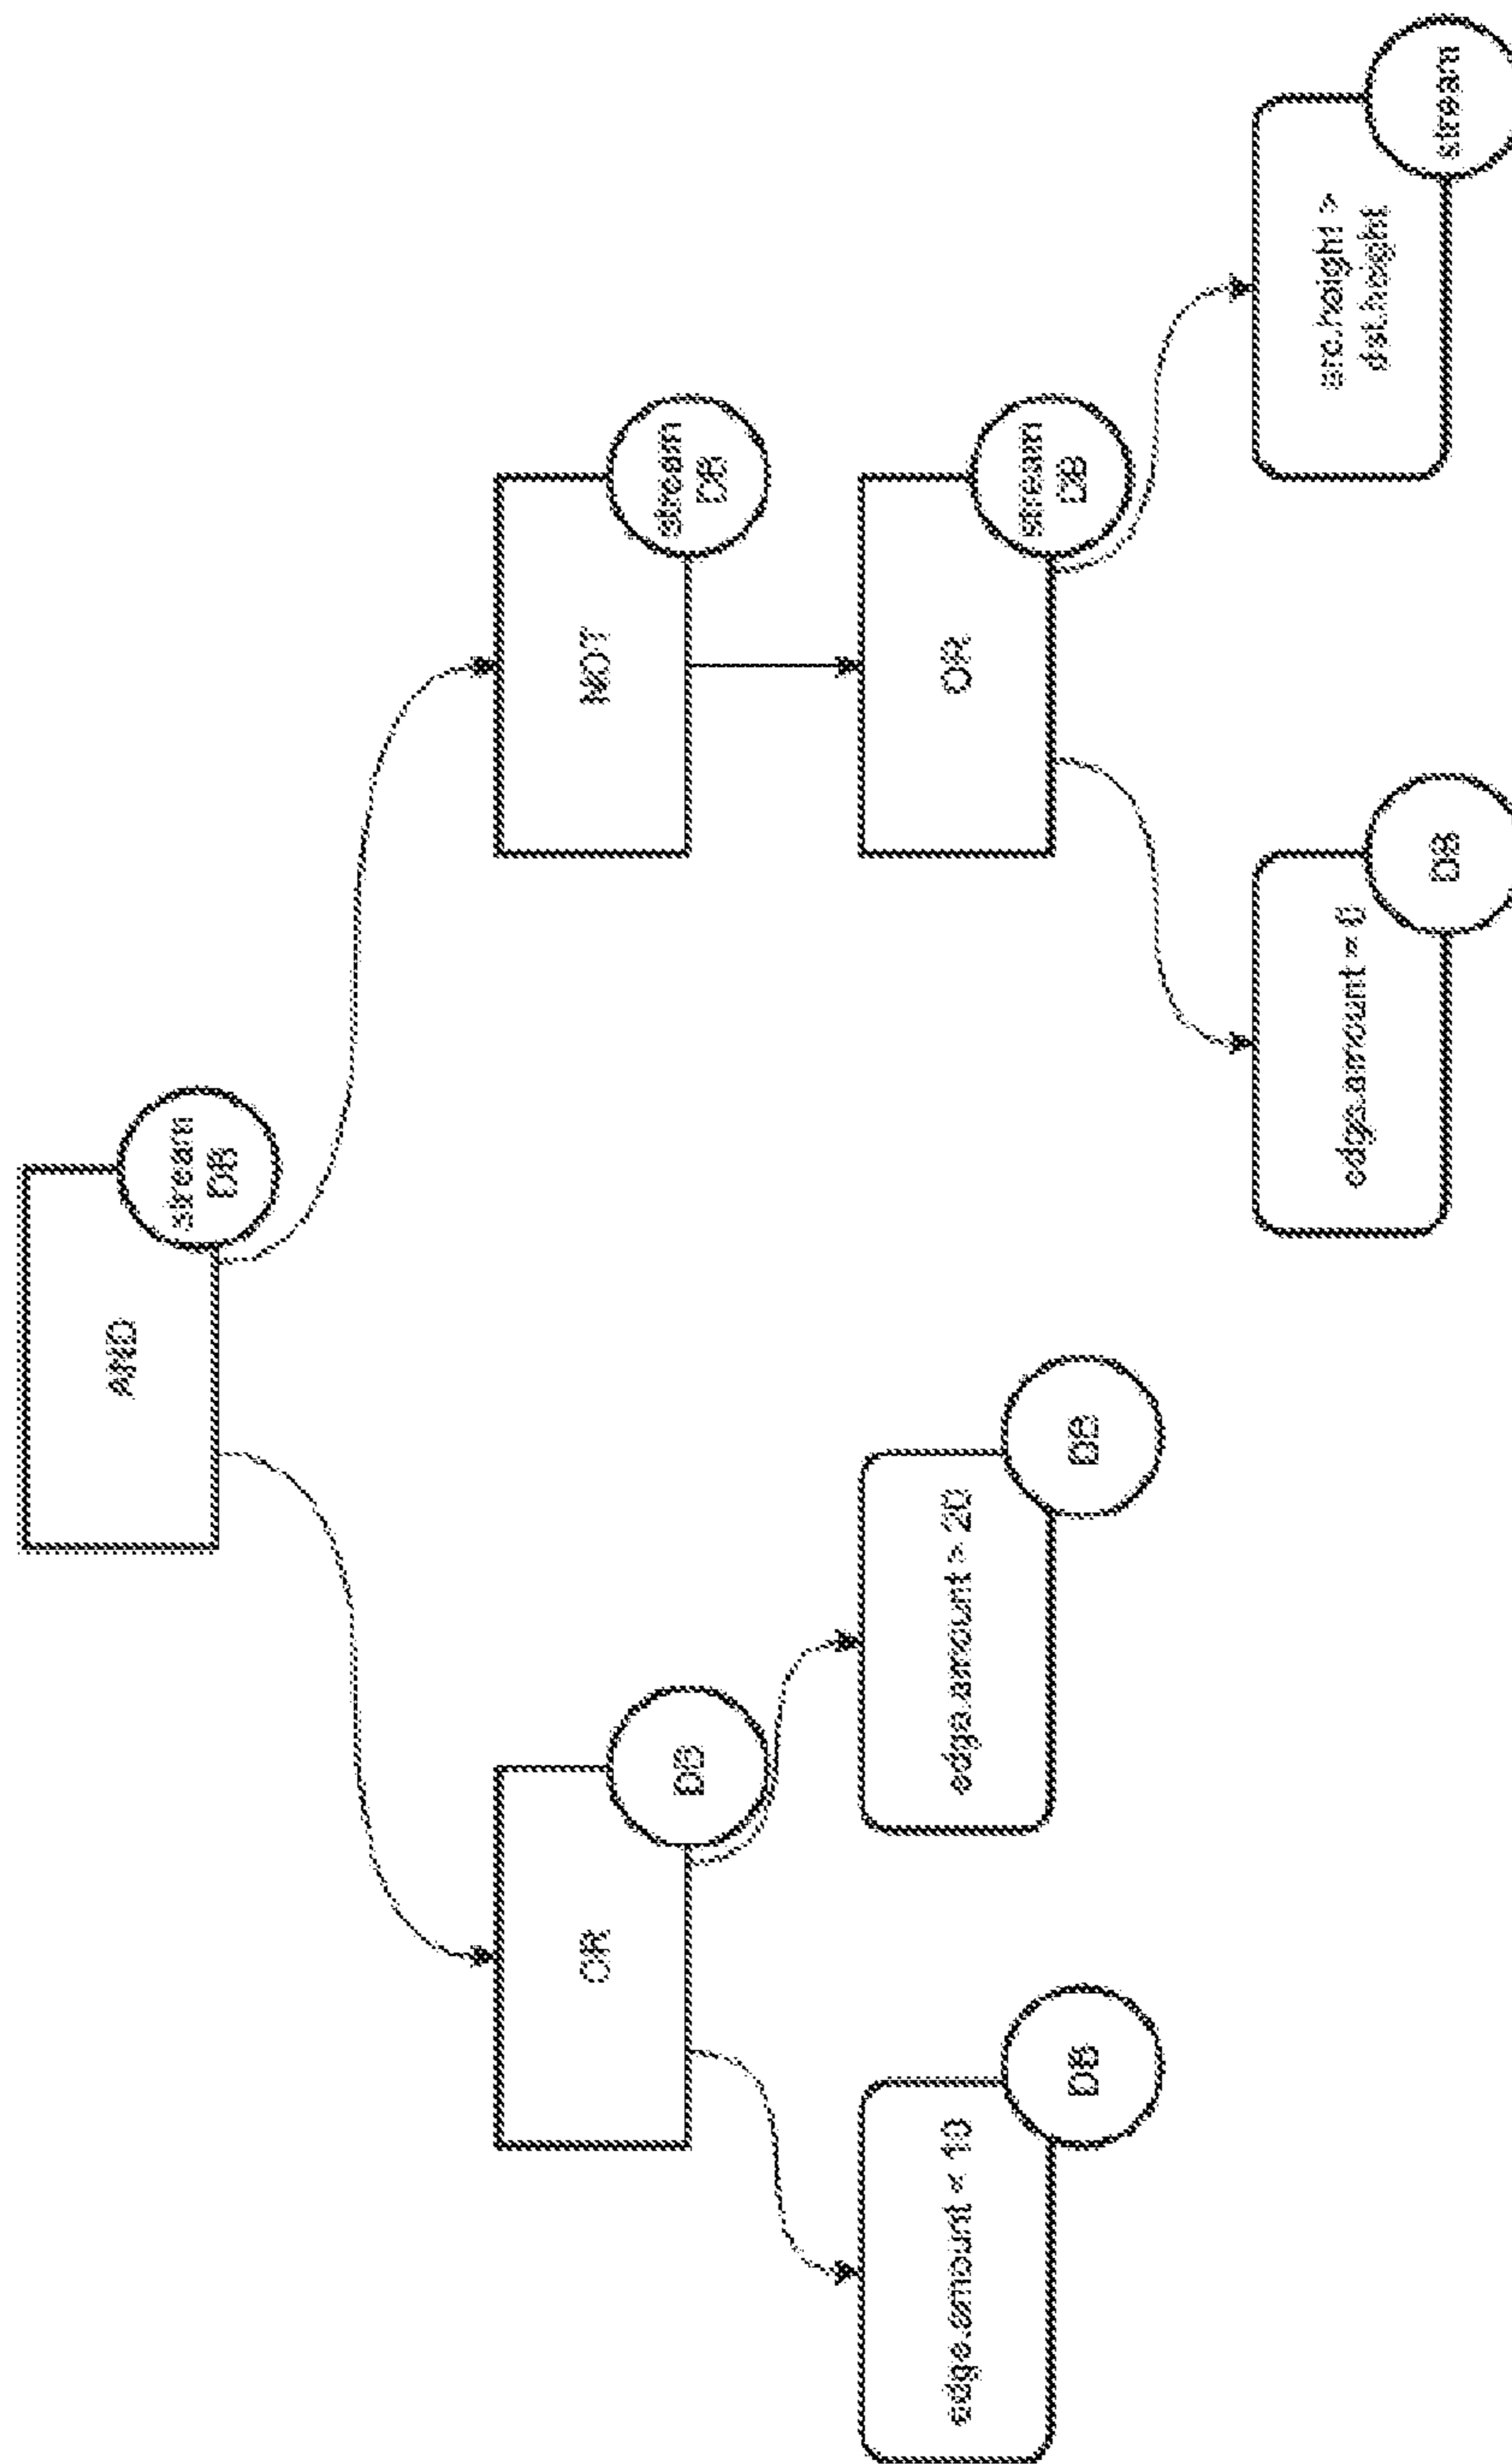 AND
stream
DB
OR
DB
NOT
stream
DB
edge.amount < 10
DB
edge.amount > 20
DB
OR
stream
DB
edge.amount = 0
DB
src.height >
dst.height
stream